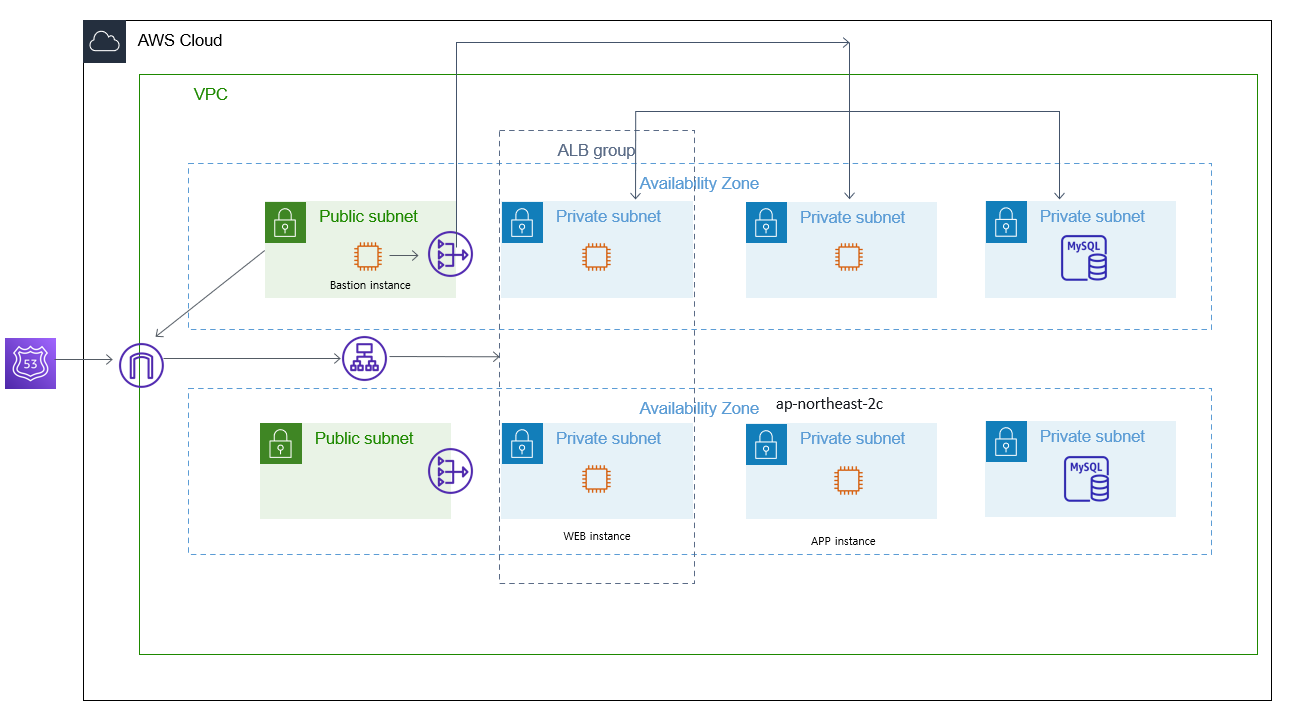 AWS Cloud
VPC
ALB group
Availability Zone
Public subnet
Private subnet
Private subnet
Private subnet
MySQL
Bastion instance
53
Availability Zone
ap-northeast-2c
Public subnet
Private subnet
Private subnet
Private subnet
MySQL
WEB instance
APP instance